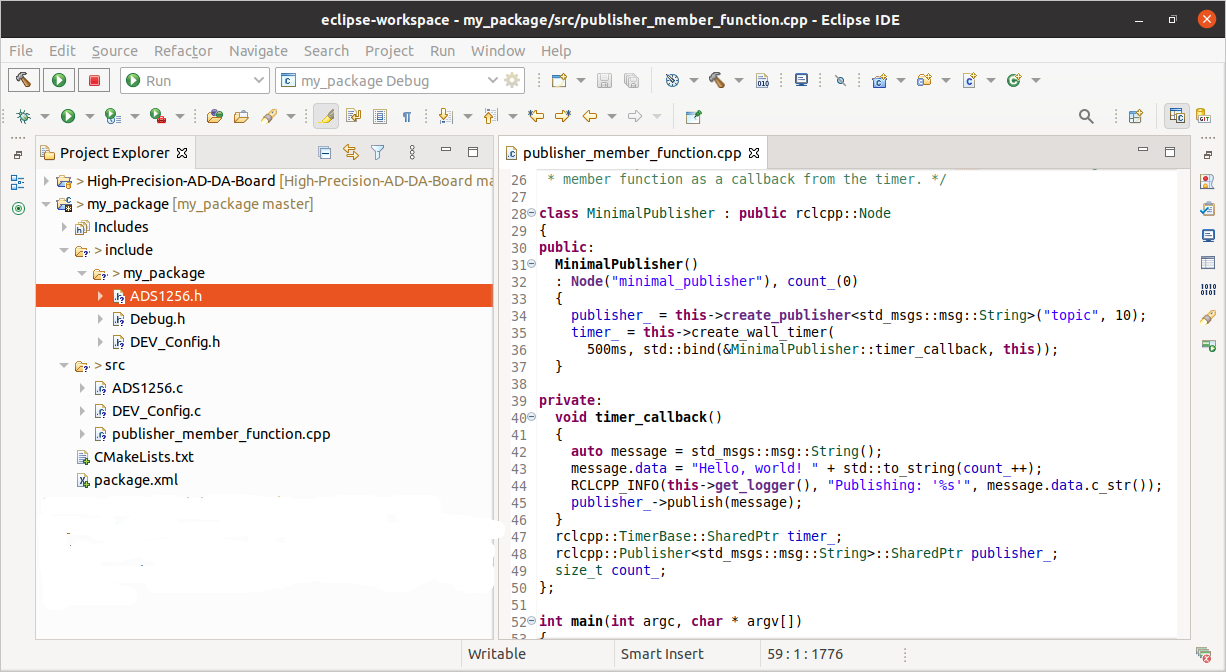 eclipse-workspace - my_package/src/publisher_member_function.cpp - Eclipse IDE
File Edit Source Refactor Navigate Search Project Run Window Help
Run my_package Debug
Project Explorer
> High-Precision-AD-DA-Board [High-Precision-AD-DA-Board ma
> my_package [my_package master]
Includes
> include
> my_package
ADS1256.h
Debug.h
DEV_Config.h
> src
ADS1256.c
DEV_Config.c
publisher_member_function.cpp
CMakeLists.txt
package.xml
publisher_member_function.cpp
26 * member function as a callback from the timer. */
27
28 class MinimalPublisher : public rclcpp::Node
29 {
30 public:
31 MinimalPublisher()
32 : Node("minimal_publisher"), count_(0)
33 {
34 publisher_ = this->create_publisher<std_msgs::msg::String>("topic", 10);
35 timer_ = this->create_wall_timer(
36 500ms, std::bind(&MinimalPublisher::timer_callback, this));
37 }
38
39 private:
40 void timer_callback()
41 {
42 auto message = std_msgs::msg::String();
43 message.data = "Hello, world! " + std::to_string(count_++);
44 RCLCPP_INFO(this->get_logger(), "Publishing: '%s'", message.data.c_str());
45 publisher_->publish(message);
46 }
47 rclcpp::TimerBase::SharedPtr timer_;
48 rclcpp::Publisher<std_msgs::msg::String>::SharedPtr publisher_;
49 size_t count_;
50 };
51
52 int main(int argc, char * argv[])
53 {
Writable Smart Insert 59 : 1 : 1776